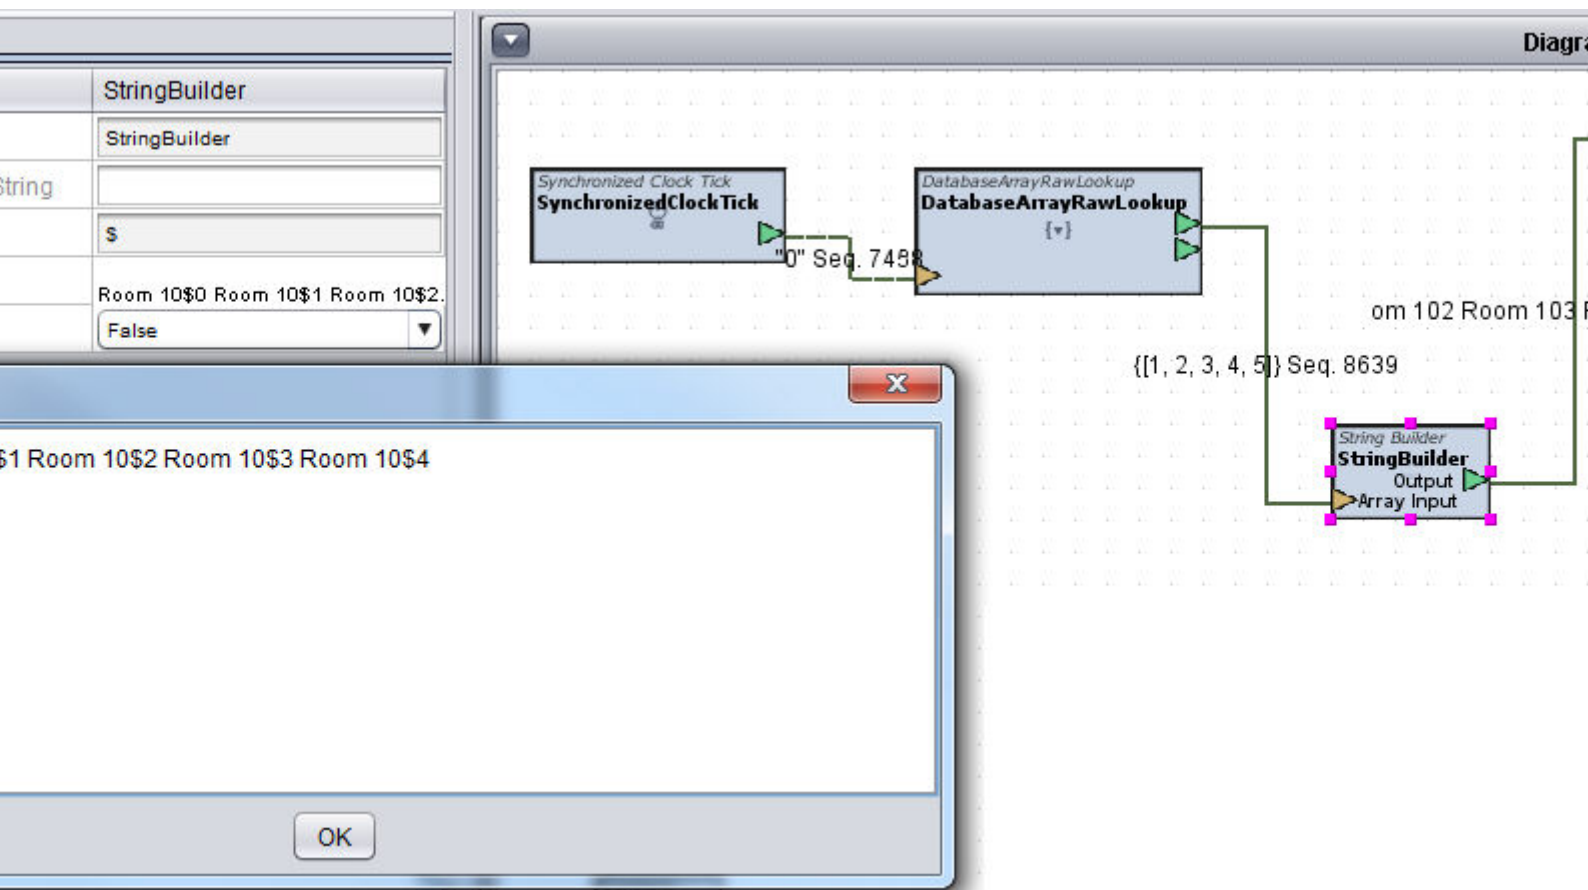 Diagra
StringBuilder
StringBuilder
String
$
Room 10$0 Room 10$1 Room 10$2.
False
Synchronized Clock Tick
SynchronizedClockTick
"0" Seq.
DatabaseArrayRawLookup
DatabaseArrayRawLookup
{▾}
om 102 Room 103
{[1, 2, 3, 4, 5]} Seq. 8639
String Builder
StringBuilder
Output
Array Input
x
$1 Room 10$2 Room 10$3 Room 10$4
OK